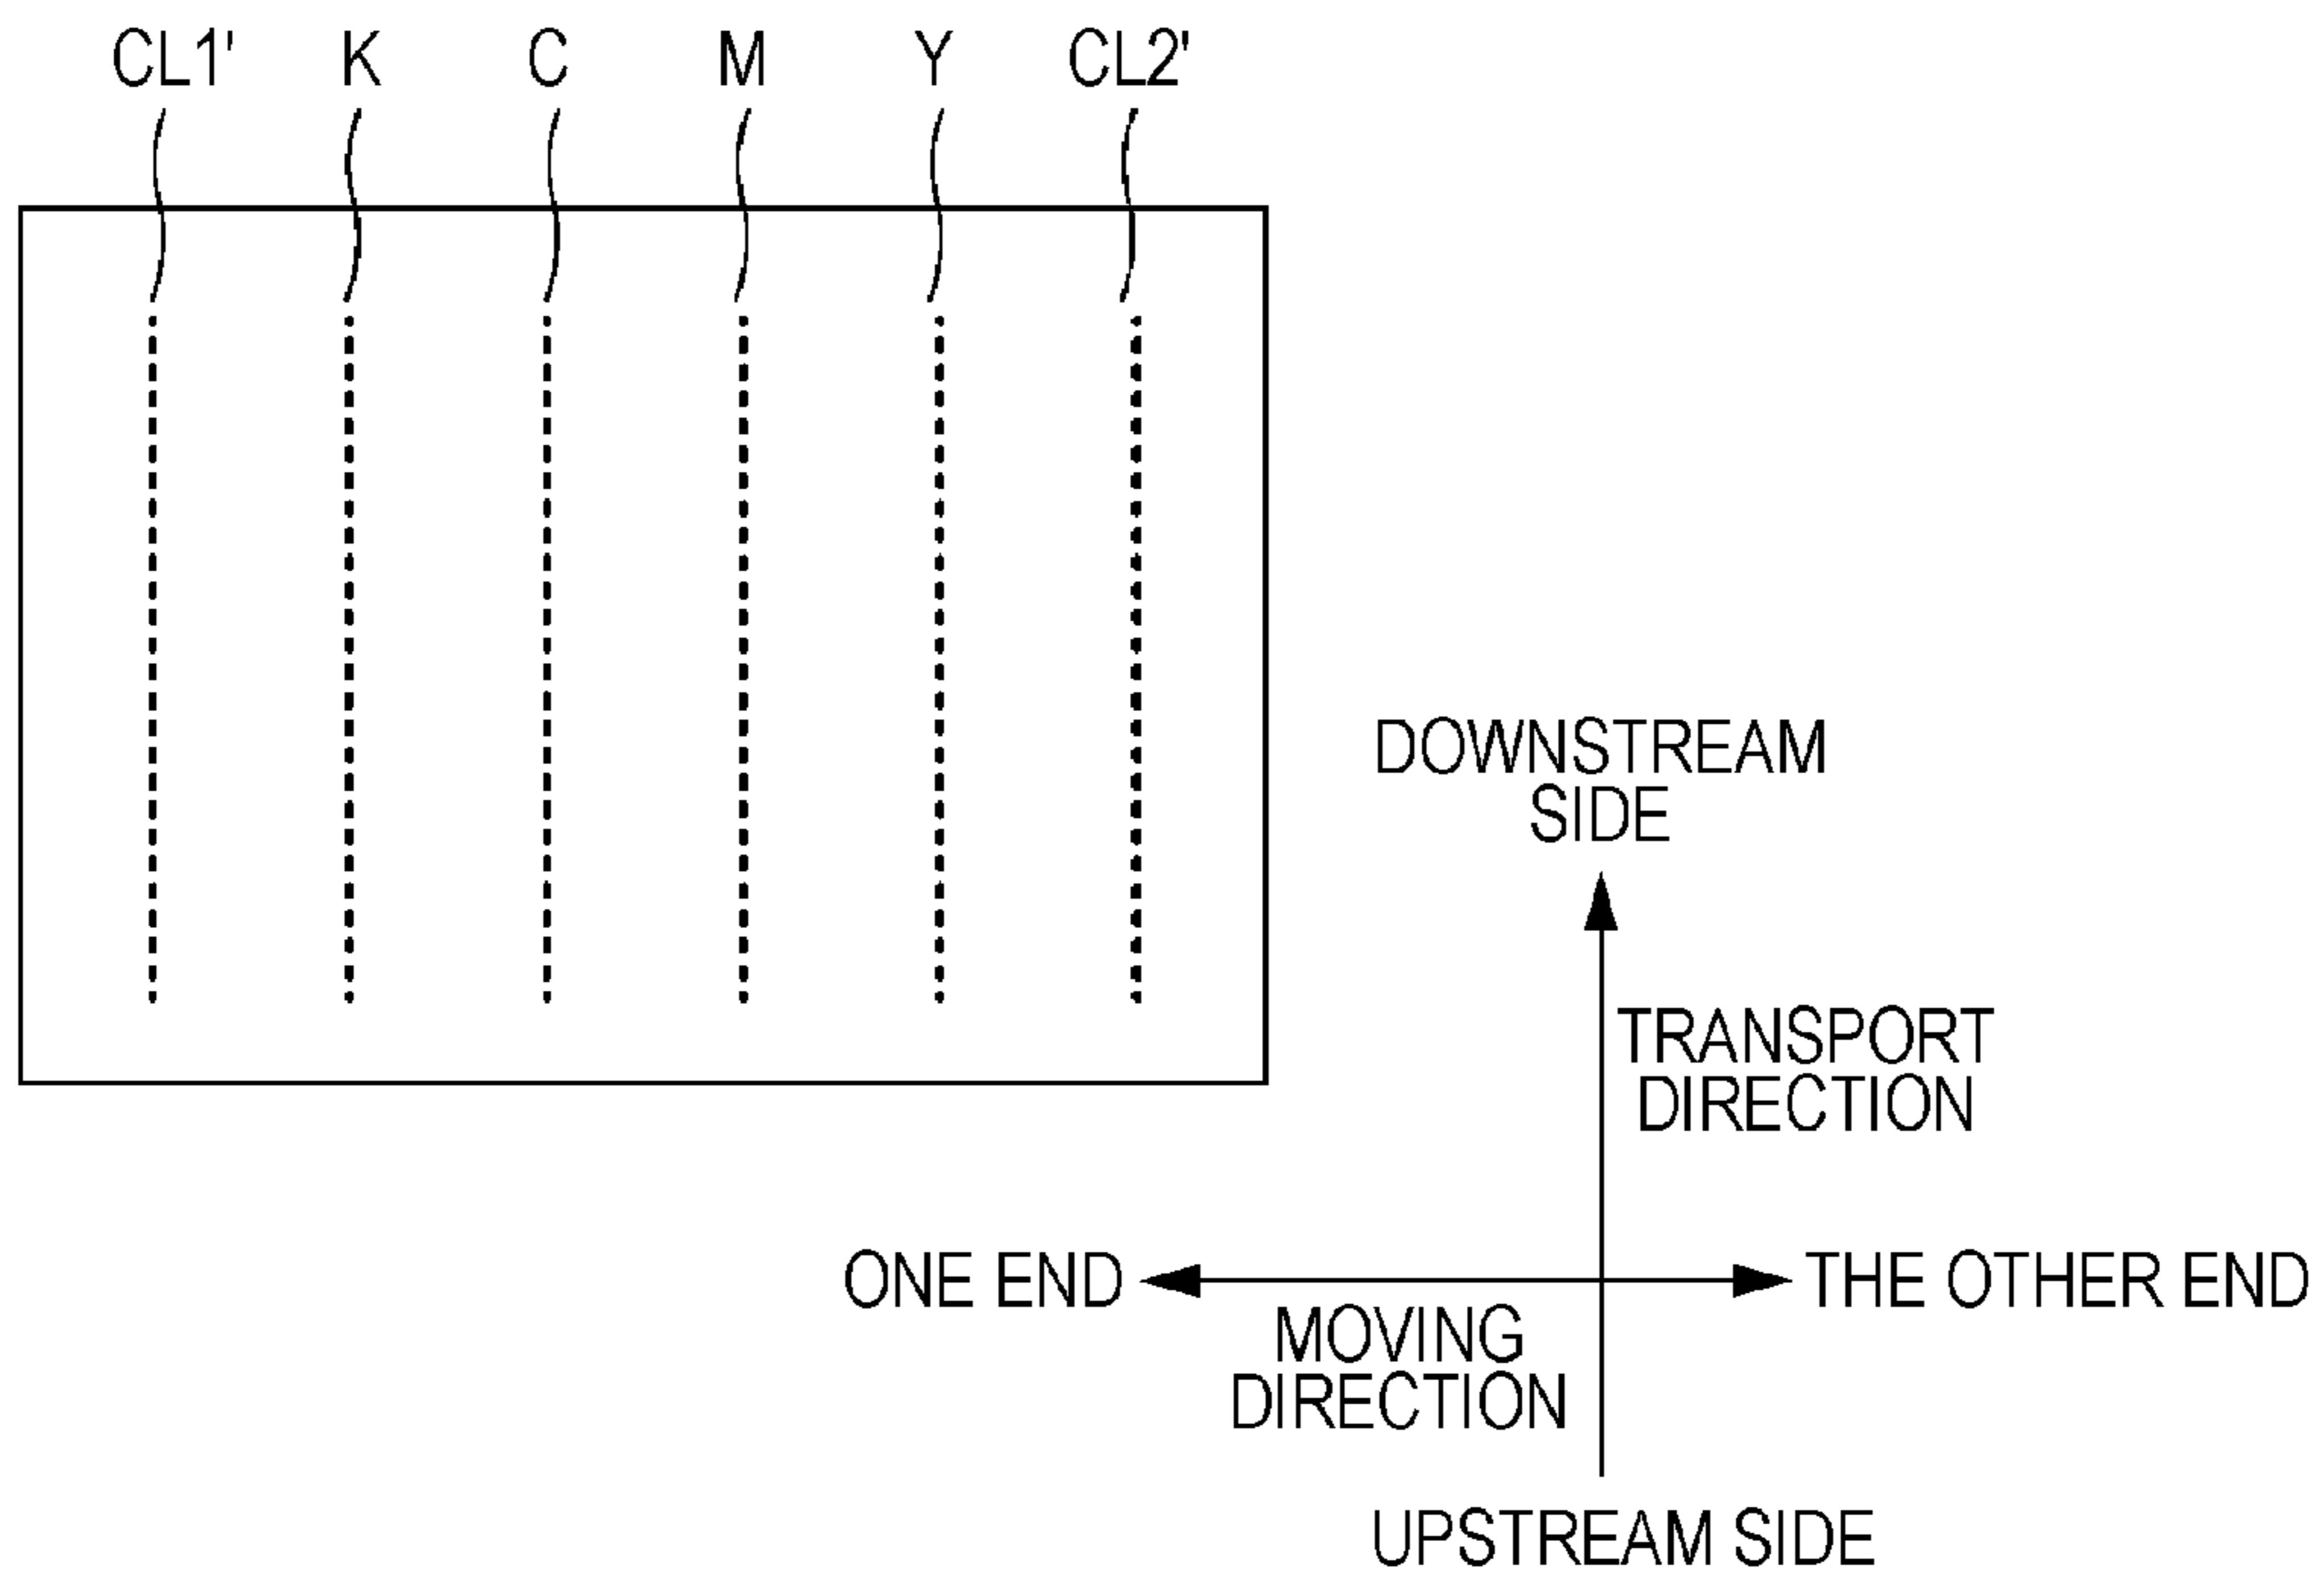 CL1' K C M Y CL2'
DOWNSTREAM
SIDE
TRANSPORT
DIRECTION
ONE END THE OTHER END
MOVING
DIRECTION
UPSTREAM SIDE